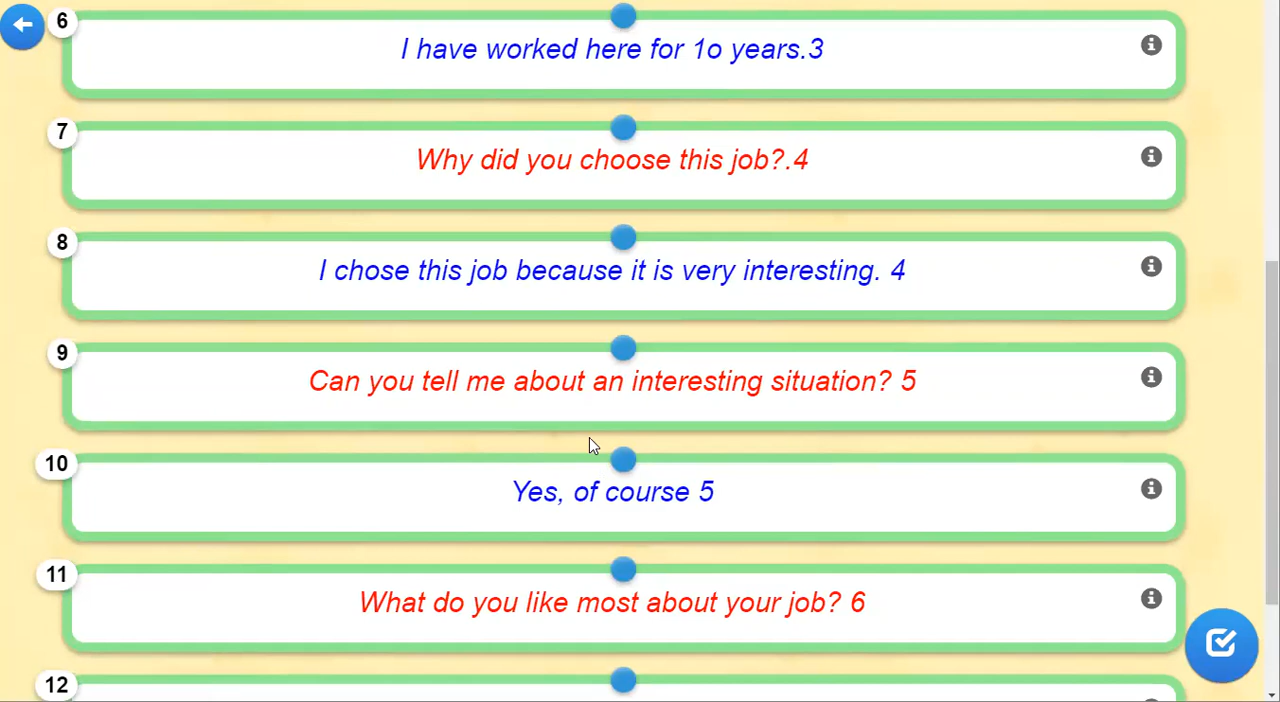 6
I have worked here for 1o years.3
7
Why did you choose this job?.4
8
I chose this job because it is very interesting. 4
9
Can you tell me about an interesting situation? 5
10
Yes, of course 5
11
What do you like most about your job? 6
12